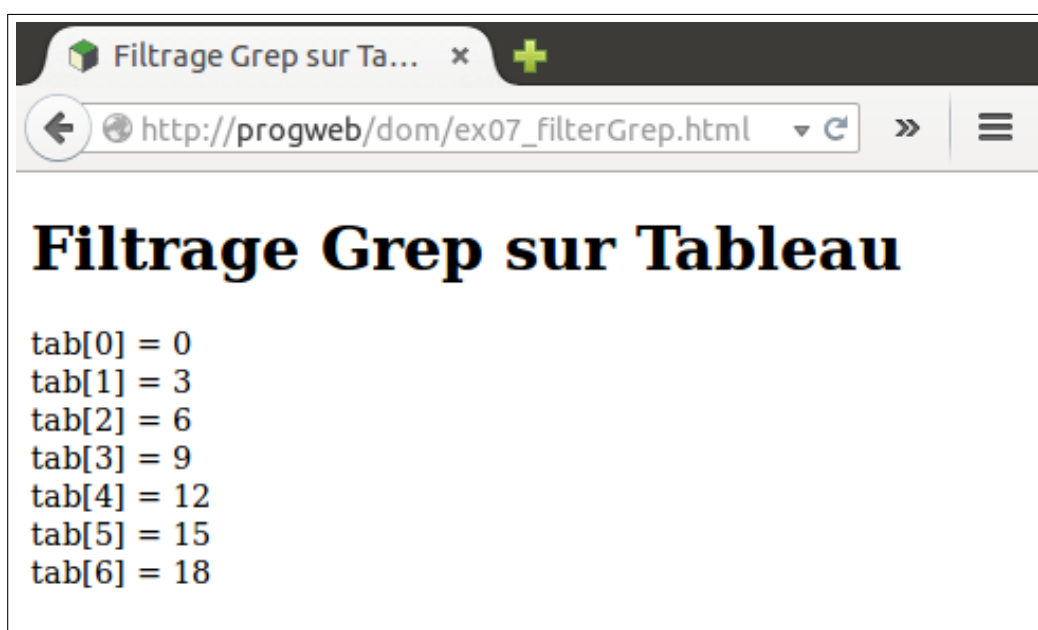 Filtrage Grep sur Ta...
http://progweb/dom/ex07_filterGrep.html
Filtrage Grep sur Tableau
tab[0] = 0
tab[1] = 3
tab[2] = 6
tab[3] = 9
tab[4] = 12
tab[5] = 15
tab[6] = 18